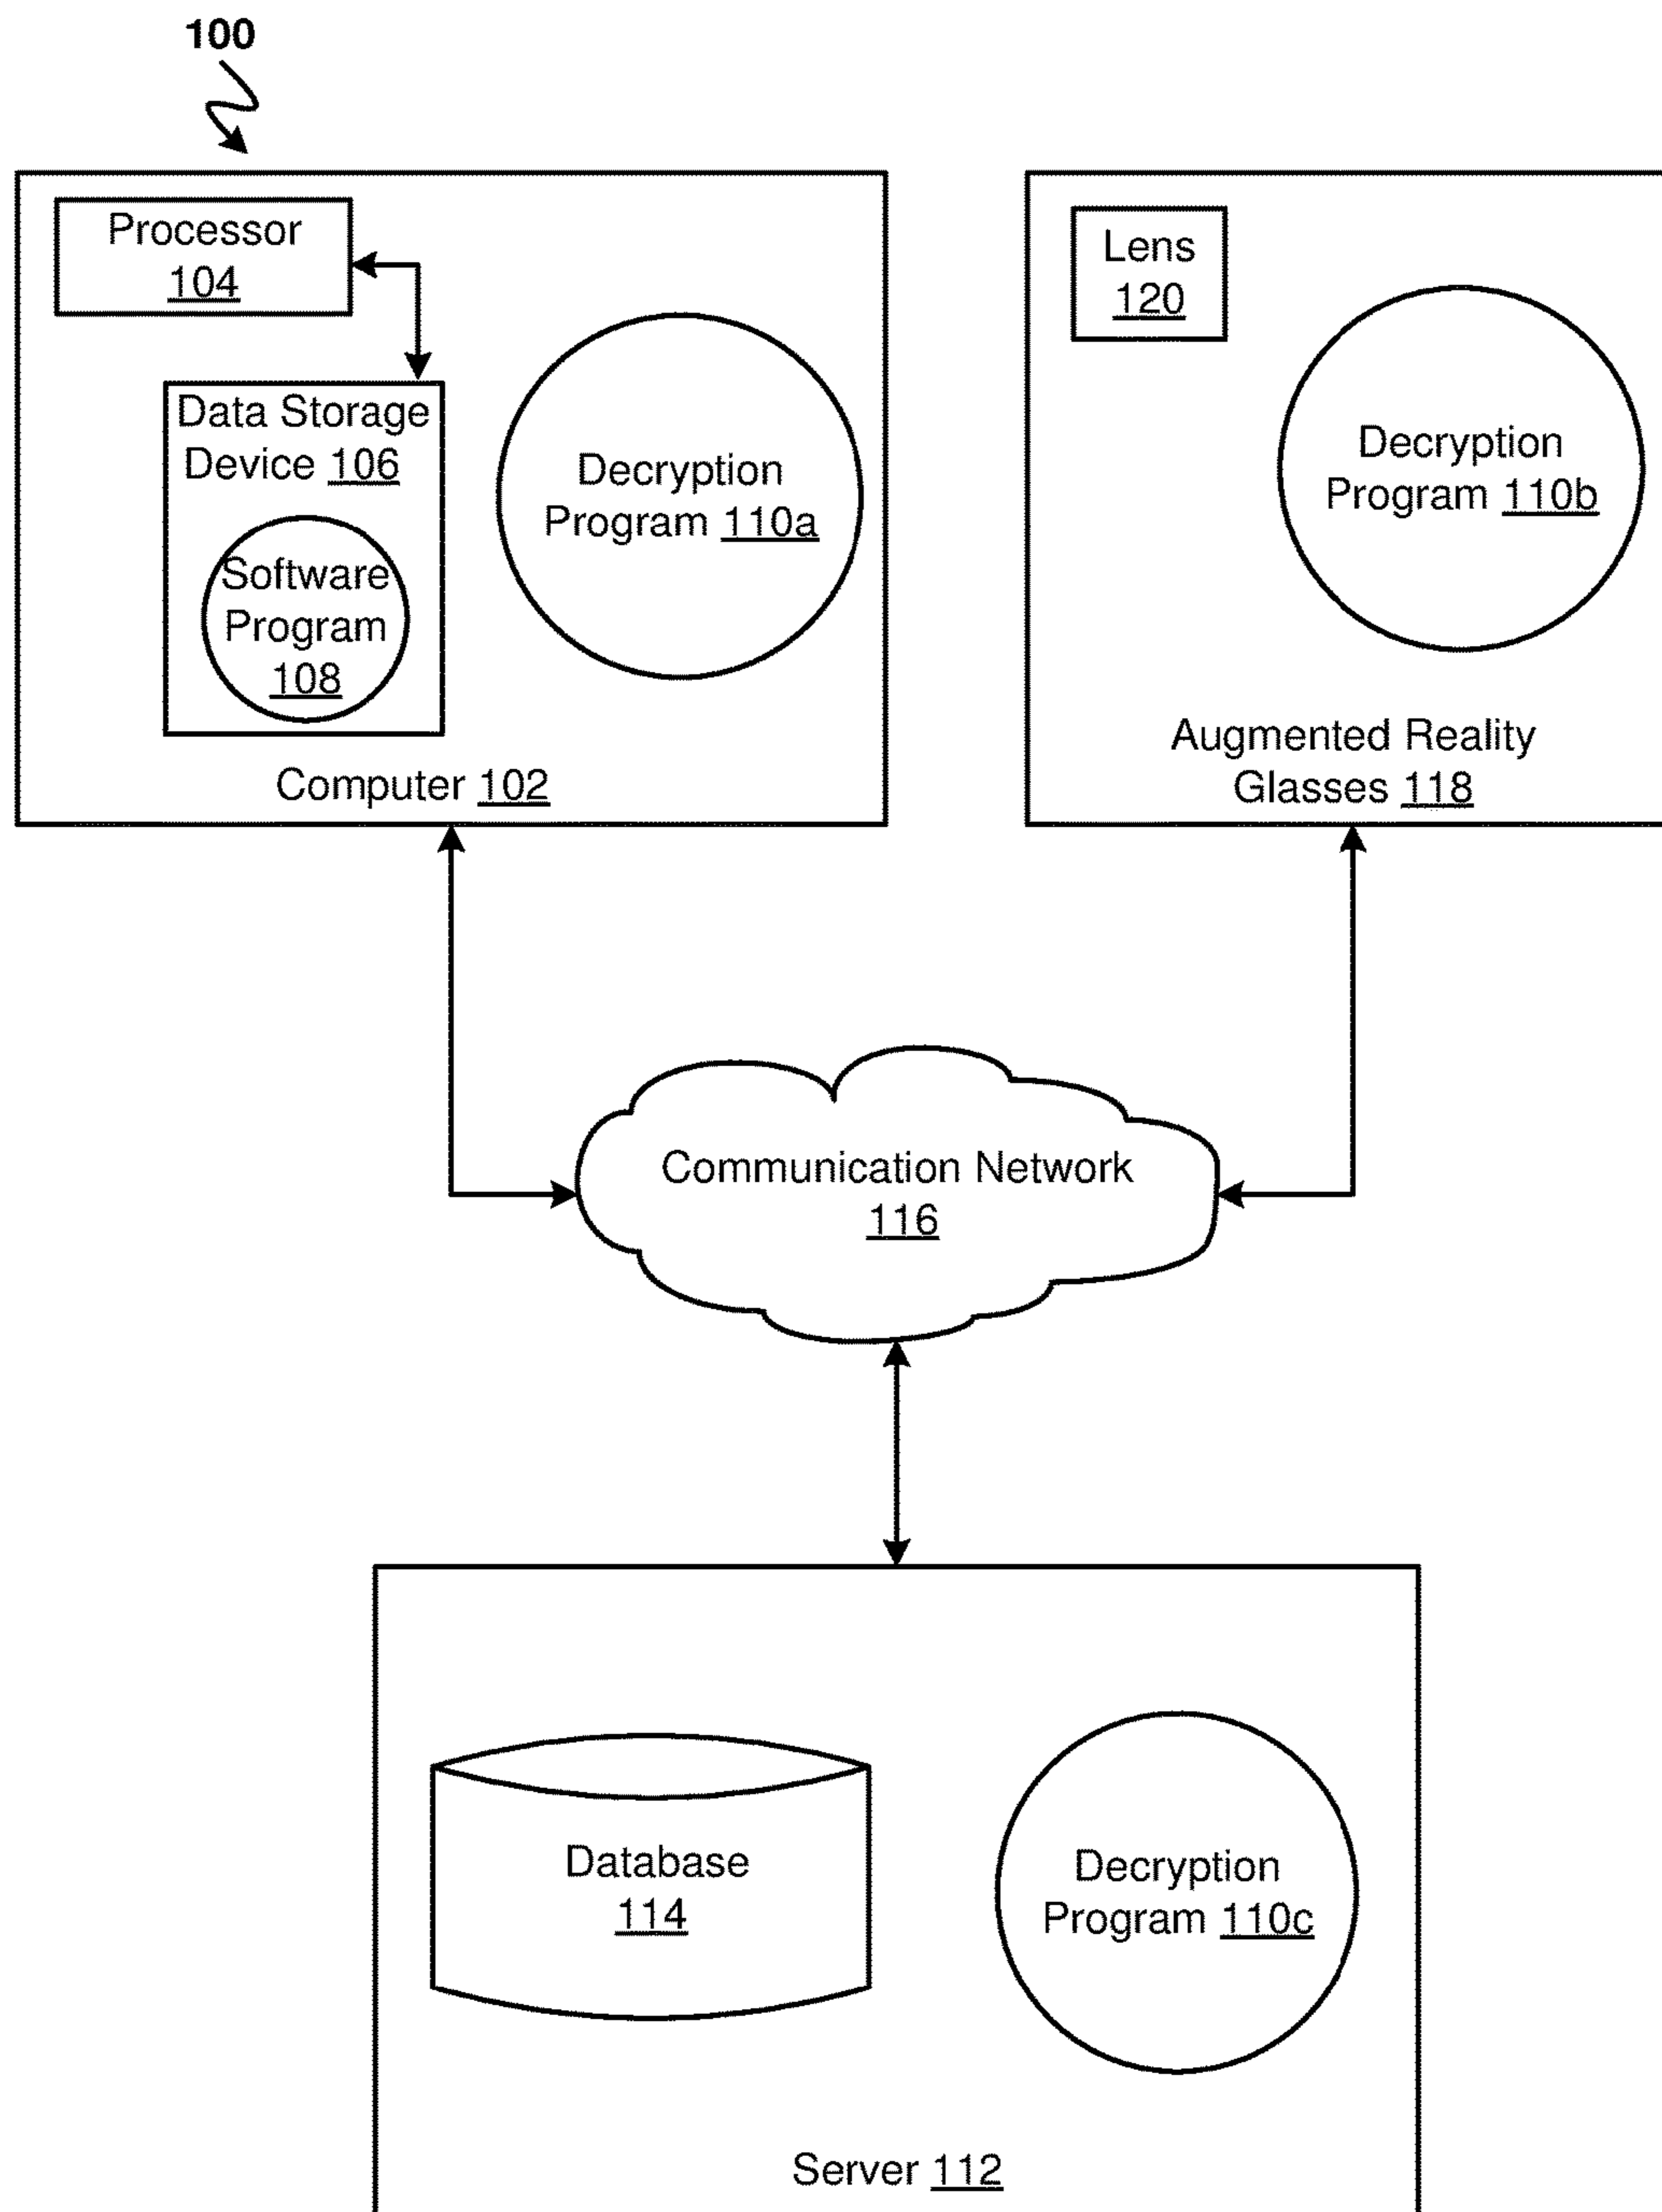 100
Processor
104
Data Storage
Device 106
Software
Program
108
Decryption
Program 110a
Computer 102
Lens
120
Decryption
Program 110b
Augmented Reality
Glasses 118
Communication Network
116
Database
114
Decryption
Program 110c
Server 112